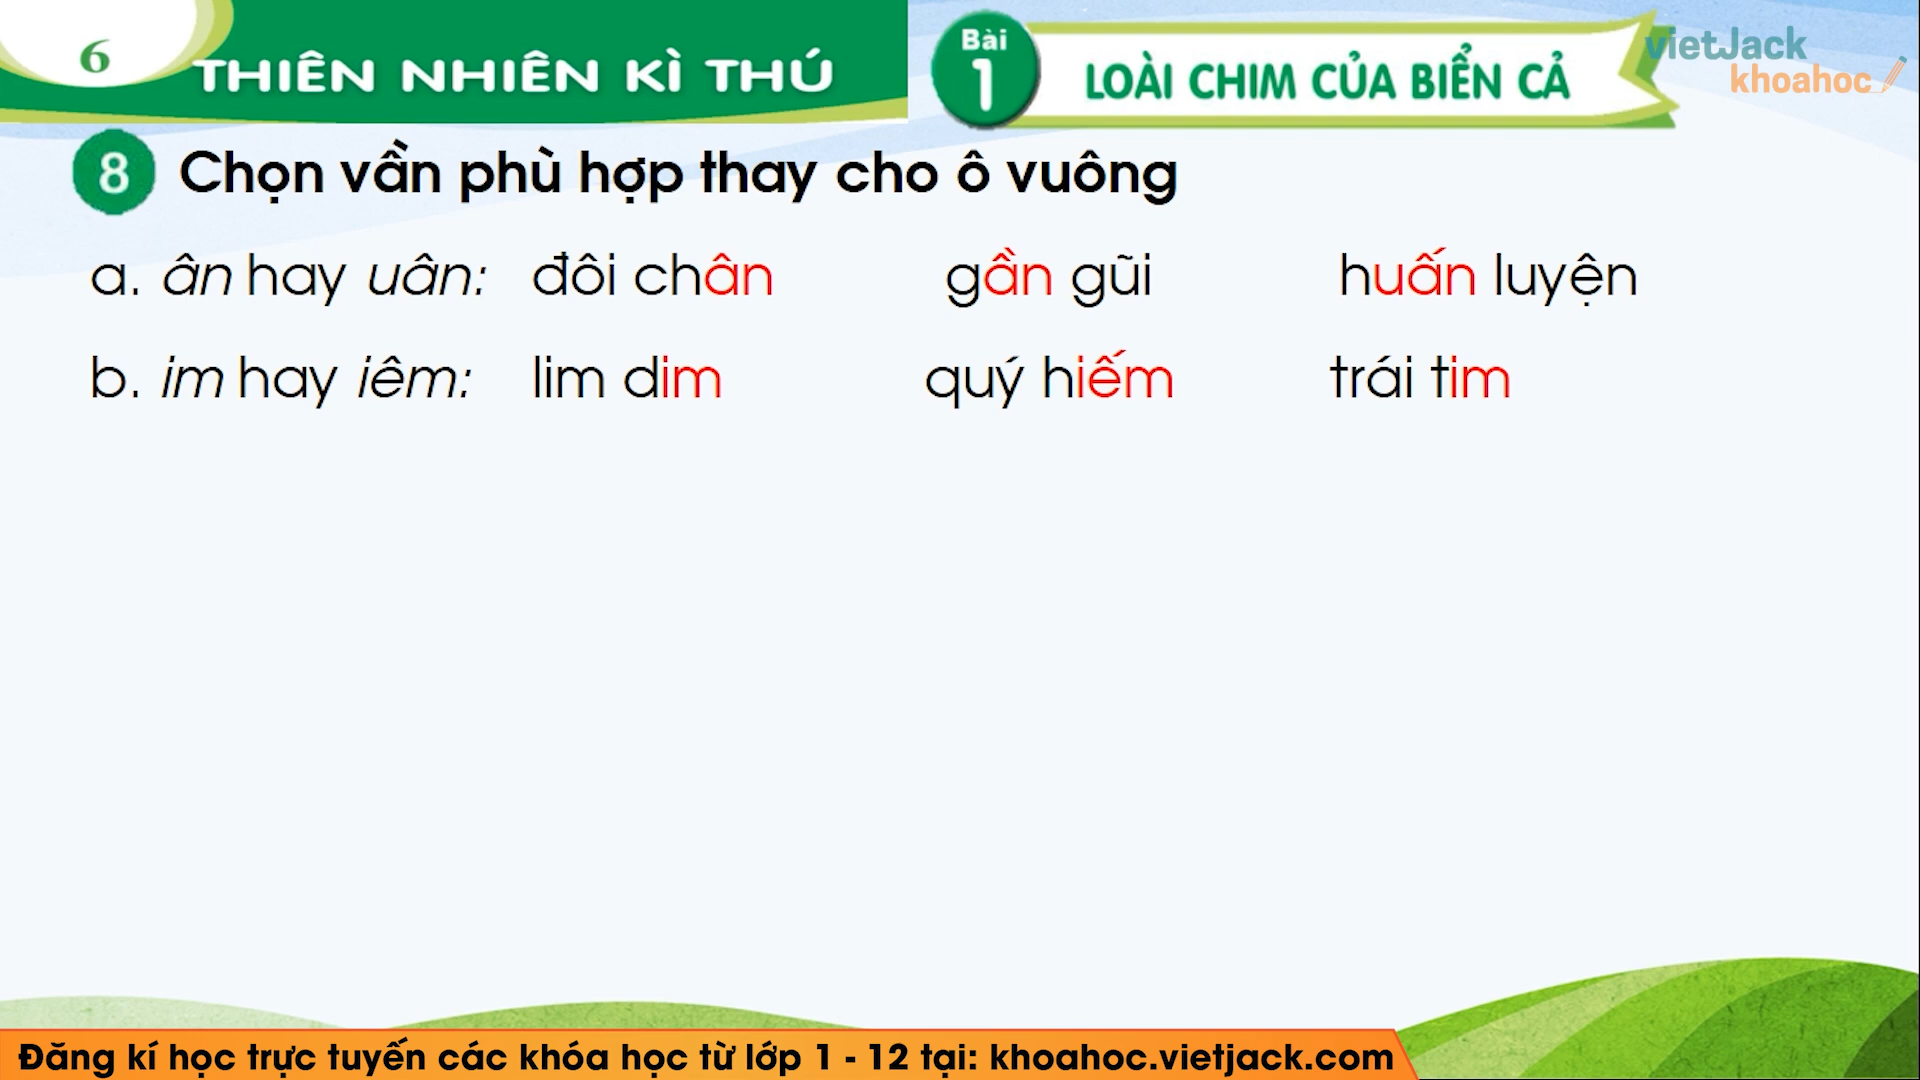 6 THIÊN NHIÊN KÌ THÚ
Bài 1 LOÀI CHIM CỦA BIỂN CẢ
vietJack
khoahoc
8 Chọn vần phù hợp thay cho ô vuông
a. ân hay uân: đôi chân gần gũi huấn luyện
b. im hay iêm: lim dim quý hiếm trái tim
Đăng kí học trực tuyến các khóa học từ lớp 1 - 12 tại: khoahoc.vietjack.com